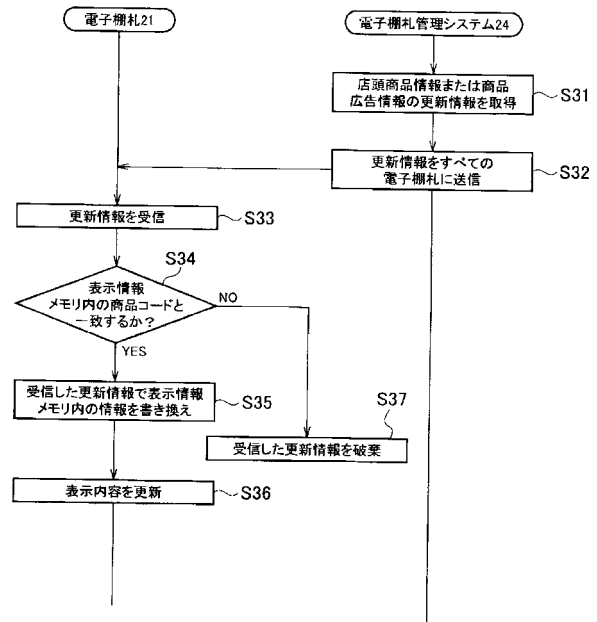 電子棚札21
電子棚札管理システム24
店頭商品情報または商品
広告情報の更新情報を取得
S31
更新情報をすべての
電子棚札に送信
S32
更新情報を受信
S33
S34
表示情報
メモリ内の商品コードと
一致するか？
NO
YES
受信した更新情報で表示情報
メモリ内の情報を書き換え
S35
S37
受信した更新情報を破棄
表示内容を更新
S36